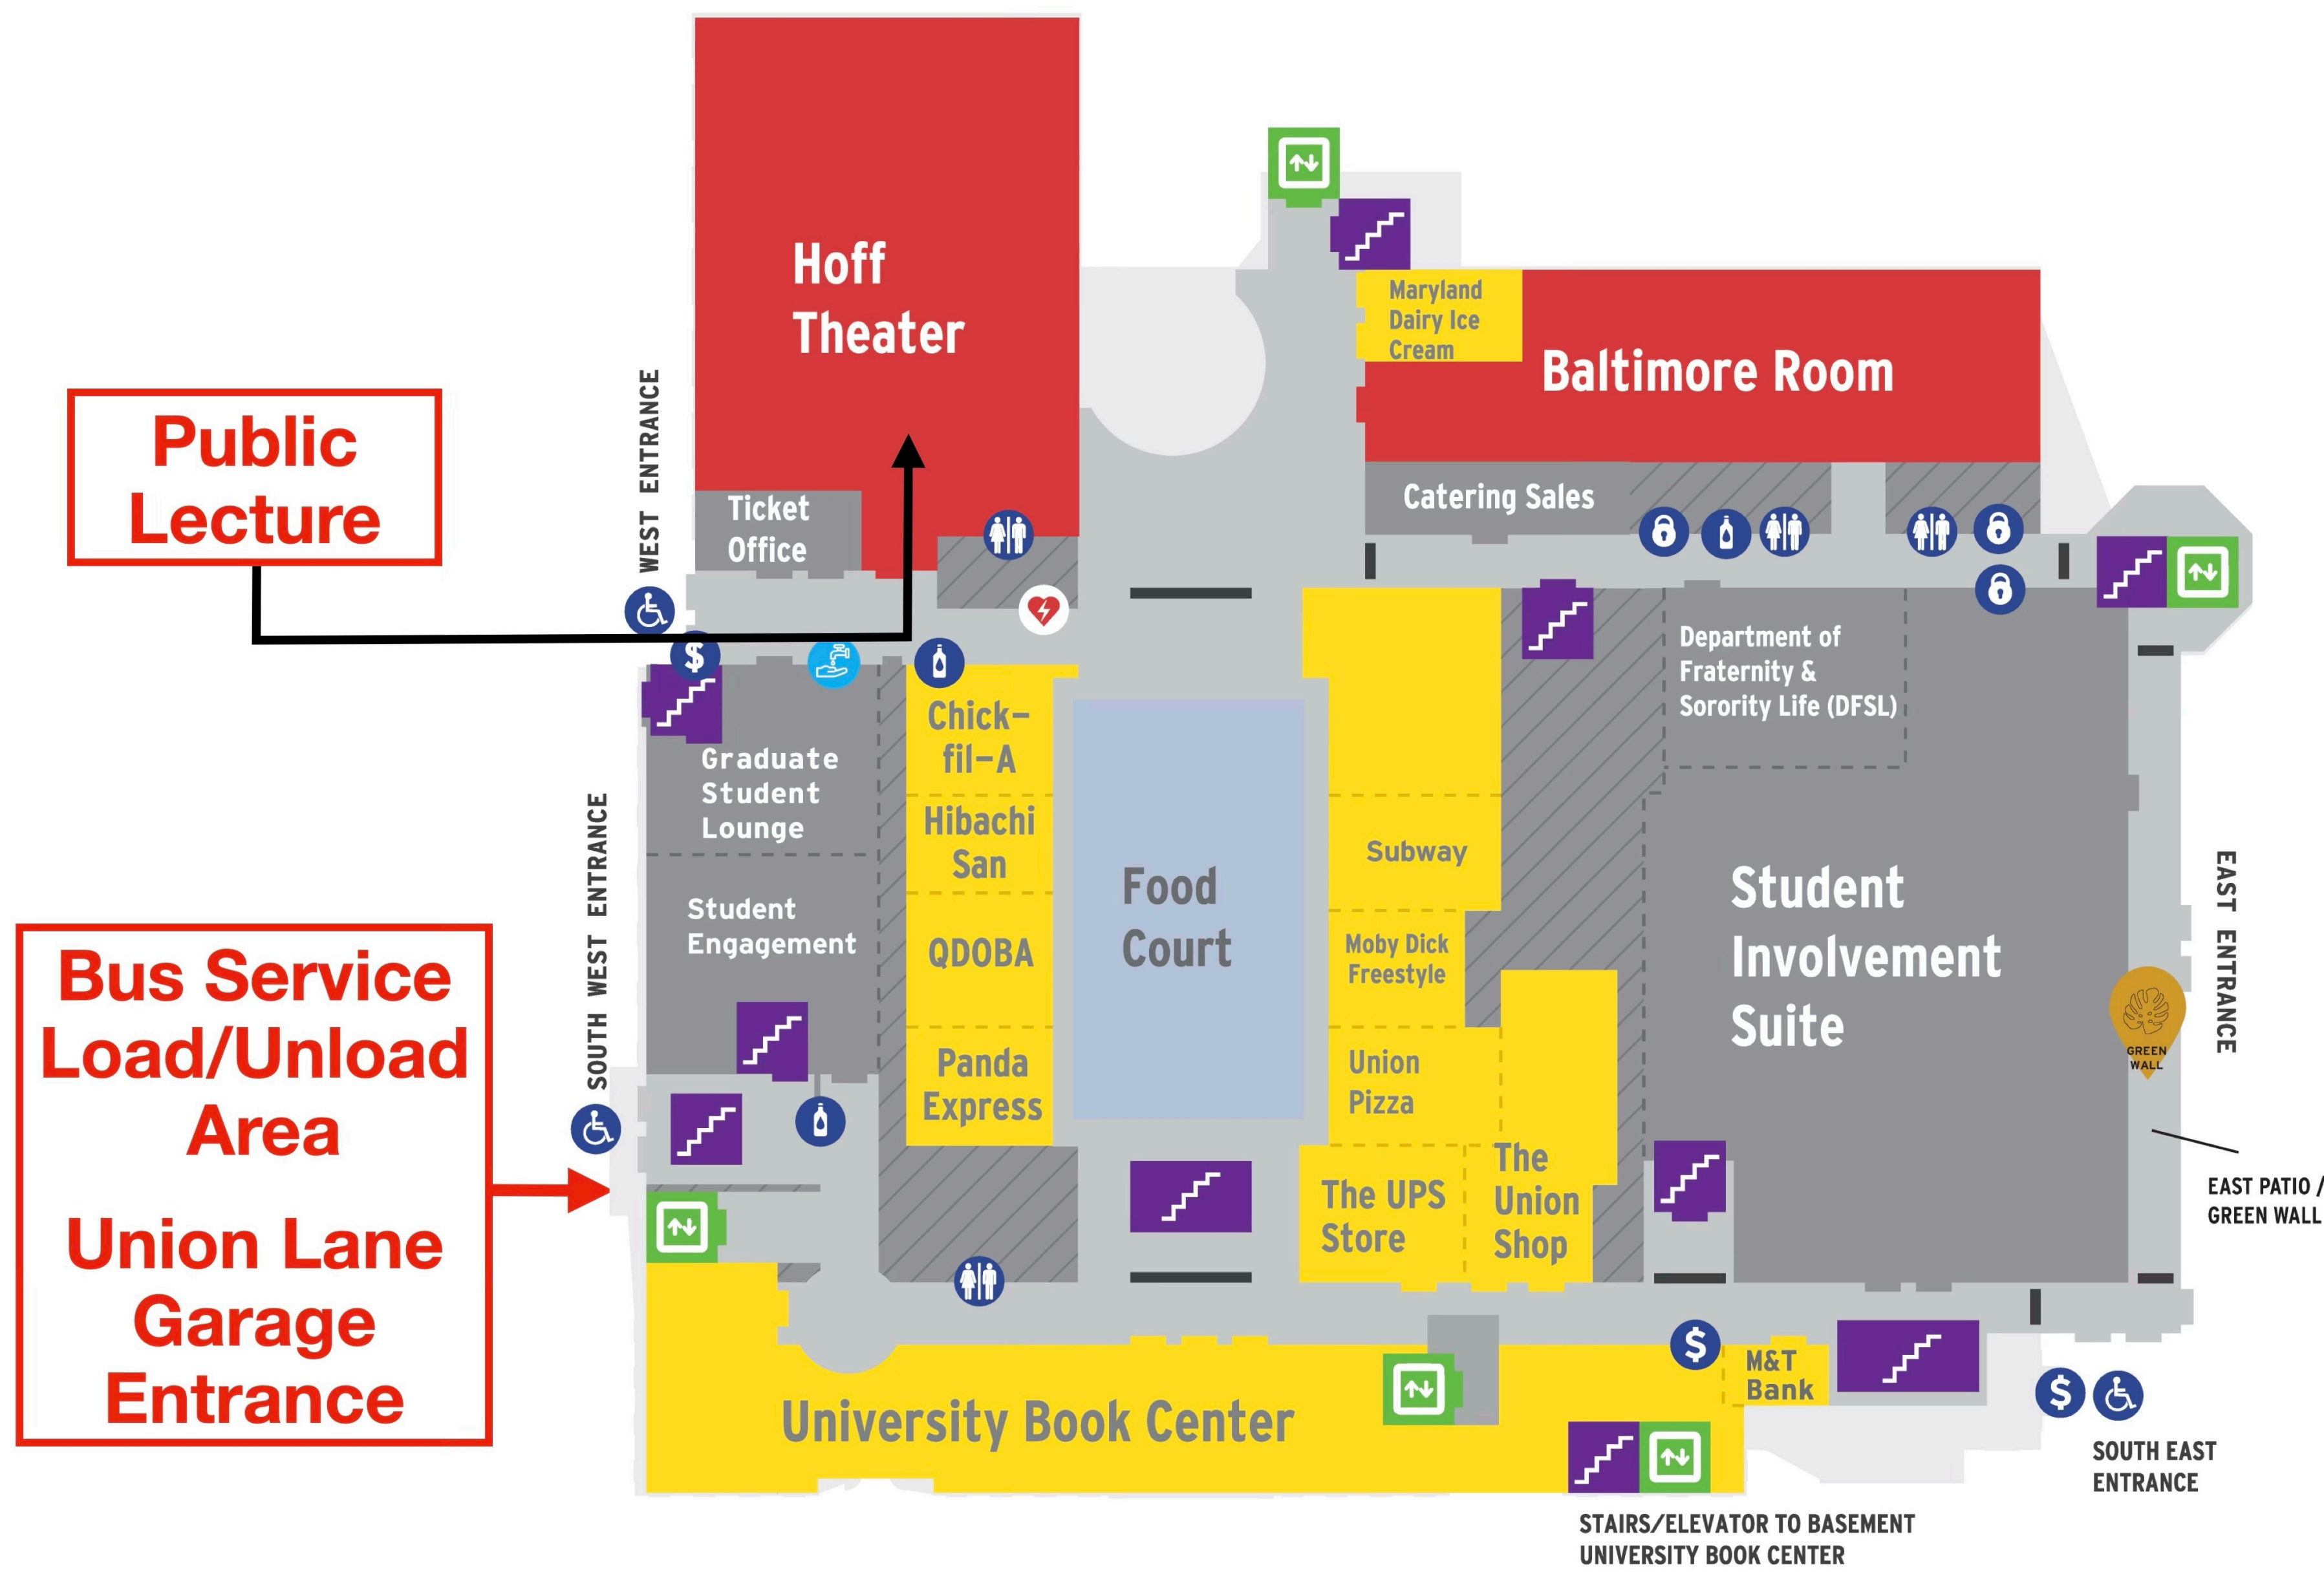 Hoff
Theater
Maryland
Dairy Ice
Cream
Baltimore Room
WEST ENTRANCE
Public
Lecture
Ticket
Office
Catering Sales
Department of
Fraternity &
Sorority Life (DFSL)
$
Chick–
fil–A
Graduate
Student
Lounge
Hibachi
San
Subway
Food
Court
Student
Involvement
Suite
SOUTH WEST ENTRANCE
Student
Engagement
QDOBA
Moby Dick
Freestyle
EAST ENTRANCE
GREEN
WALL
Bus Service
Load/Unload
Area
Union Lane
Garage
Entrance
Panda
Express
Union
Pizza
The UPS
Store
The
Union
Shop
EAST PATIO /
GREEN WALL
$
M&T
Bank
University Book Center
$
SOUTH EAST
ENTRANCE
STAIRS/ELEVATOR TO BASEMENT
UNIVERSITY BOOK CENTER